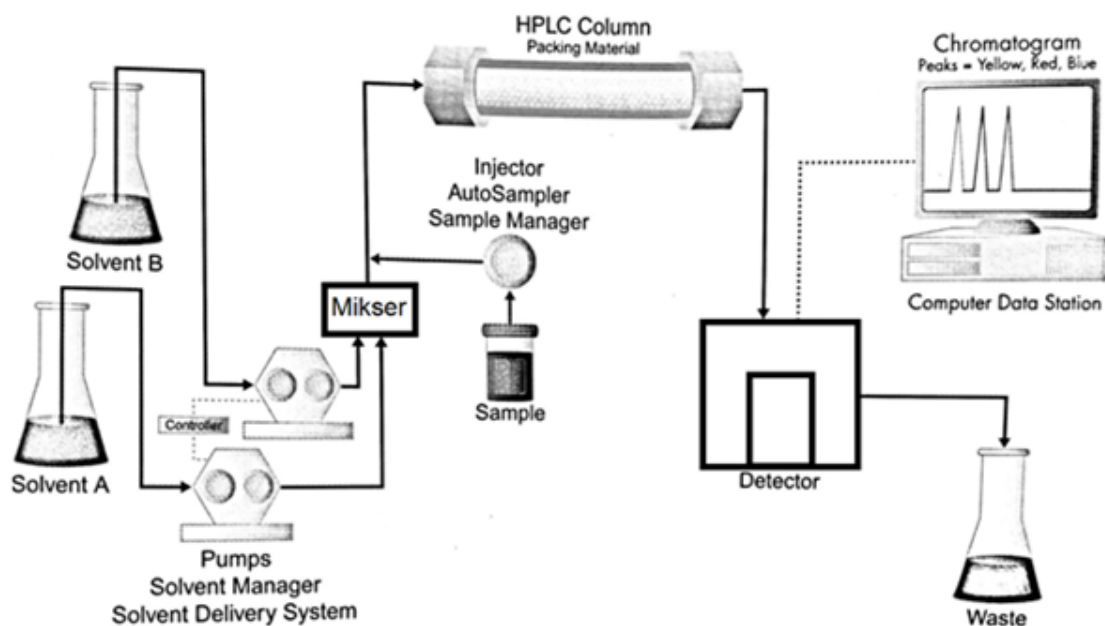 HPLC Column
Packing Material
Chromatogram
Peaks = Yellow, Red, Blue
Injector
AutoSampler
Sample Manager
Solvent B
Mikser
Computer Data Station
Sample
Controller
Solvent A
Detector
Pumps
Solvent Manager
Solvent Delivery System
Waste